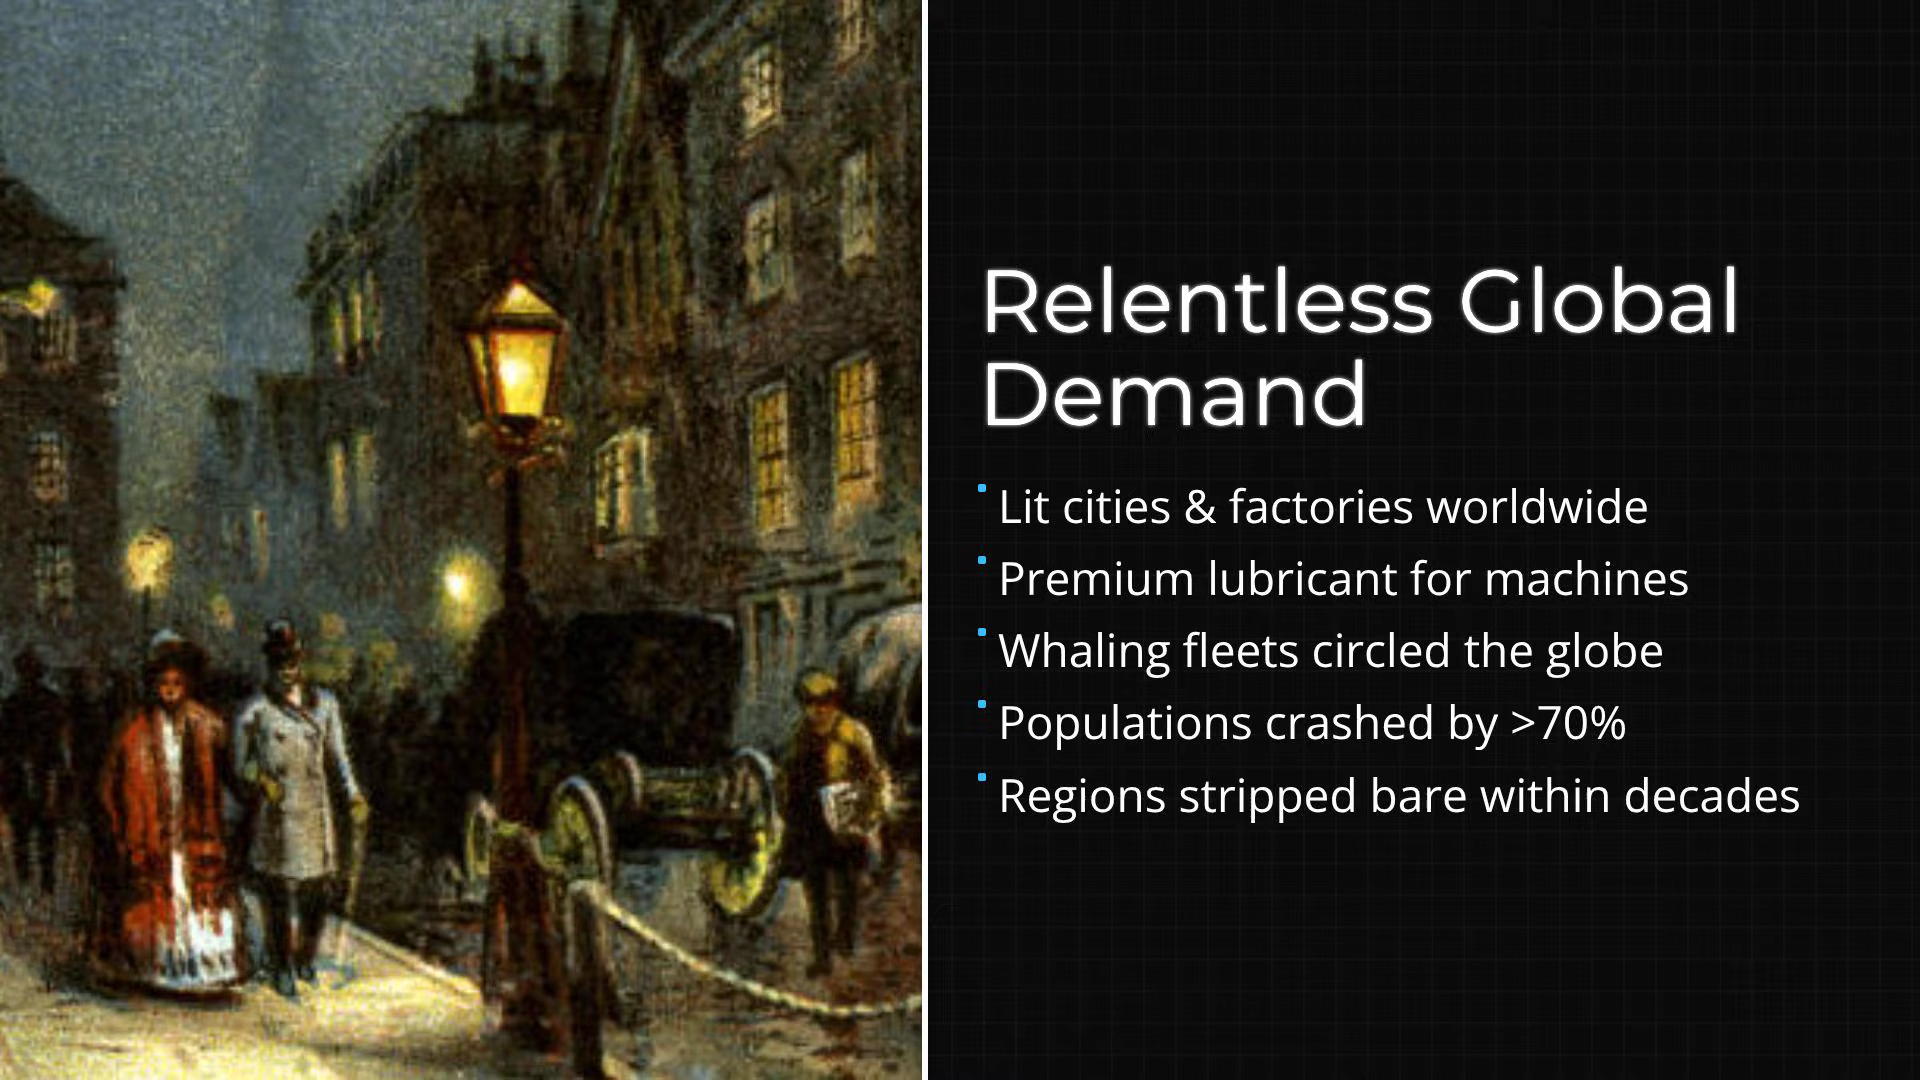 Relentless Global
Demand
Lit cities & factories worldwide
Premium lubricant for machines
Whaling fleets circled the globe
Populations crashed by >70%
Regions stripped bare within decades